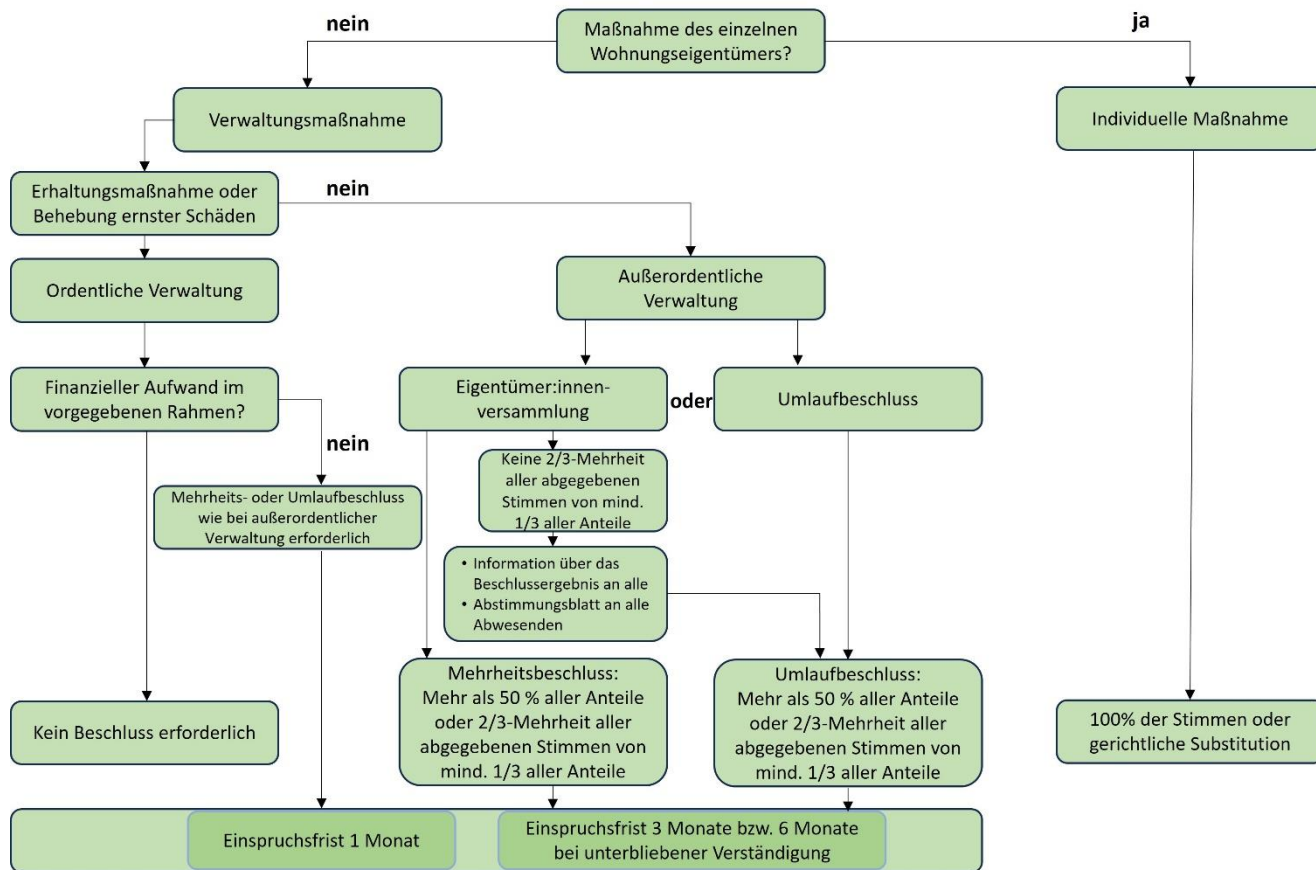 nein
Maßnahme des einzelnen
Wohnungseigentümers?
ja
Verwaltungsmaßnahme
Individuelle Maßnahme
Erhaltungsmaßnahme oder
Behebung ernster Schäden
nein
Ordentliche Verwaltung
Außerordentliche
Verwaltung
Finanzieller Aufwand im
vorgegebenen Rahmen?
Eigentümer:innen-
versammlung
oder
Umlaufbeschluss
nein
Keine 2/3-Mehrheit
aller abgegebenen
Stimmen von mind.
1/3 aller Anteile
Mehrheits- oder Umlaufbeschluss
wie bei außerordentlicher
Verwaltung erforderlich
• Information über das
Beschlussergebnis an alle
• Abstimmungsblatt an alle
Abwesenden
Kein Beschluss erforderlich
Mehrheitsbeschluss:
Mehr als 50 % aller Anteile
oder 2/3-Mehrheit aller
abgegebenen Stimmen von
mind. 1/3 aller Anteile
Umlaufbeschluss:
Mehr als 50 % aller Anteile
oder 2/3-Mehrheit aller
abgegebenen Stimmen von
mind. 1/3 aller Anteile
100% der Stimmen oder
gerichtliche Substitution
Einspruchsfrist 1 Monat
Einspruchsfrist 3 Monate bzw. 6 Monate
bei unterbliebener Verständigung